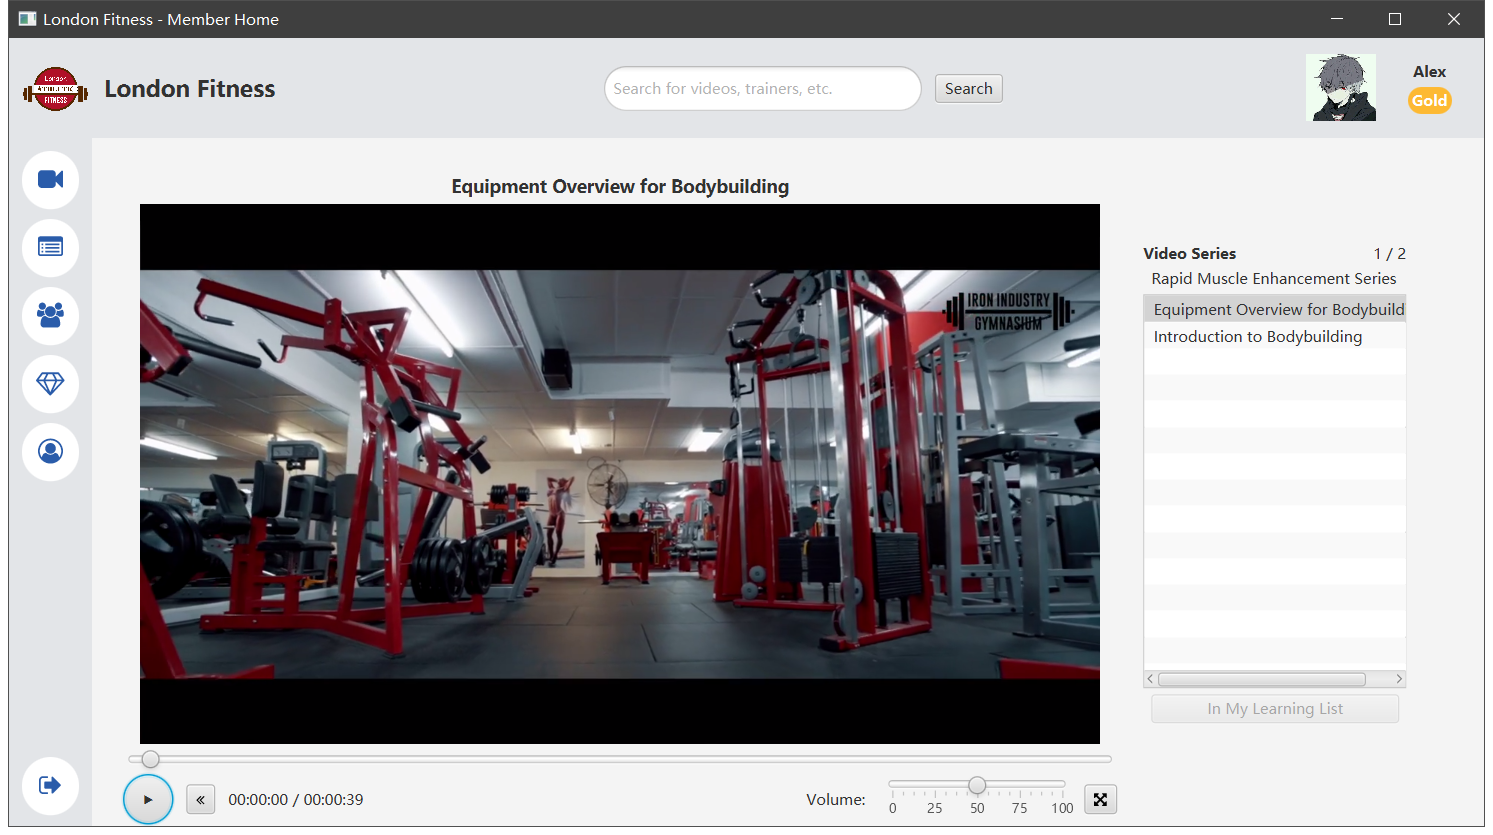 London Fitness - Member Home
London
FITNESS
London Fitness
Search for videos, trainers, etc.
Search
Alex
Gold
Equipment Overview for Bodybuilding
IRON INDUSTRY
GYMNASIUM
Video Series
1 / 2
Rapid Muscle Enhancement Series
Equipment Overview for Bodybuild
Introduction to Bodybuilding
In My Learning List
00:00:00 / 00:00:39
Volume:
0 25 50 75 100